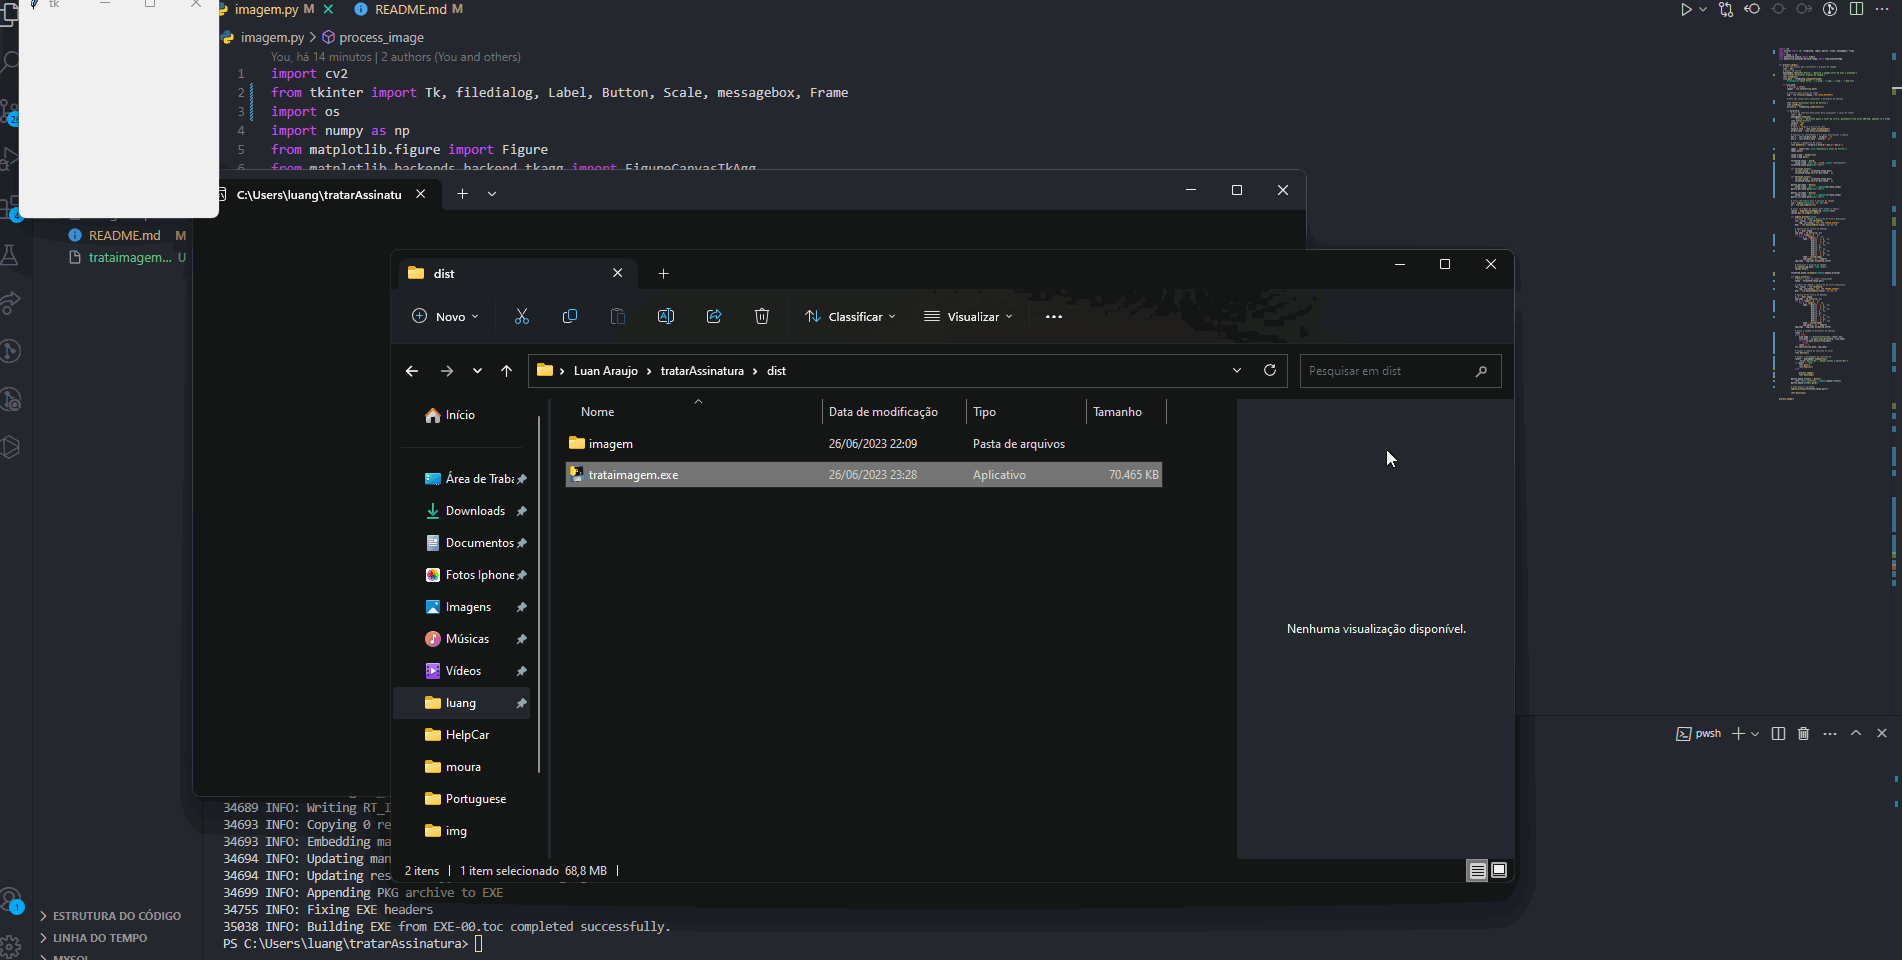 tk
imagem.py M
README.md M
imagem.py > process_image
You, há 14 minutos | 2 authors (You and others)
1 import cv2
2 from tkinter import Tk, filedialog, Label, Button, Scale, messagebox, Frame
3 import os
4 import numpy as np
5 from matplotlib.figure import Figure
6 from matplotlib.backends.backend_tkagg import FigureCanvasTkAgg
C:\Users\luang\tratarAssinatu
README.md M
trataimagem... U
dist
Novo
Classificar
Visualizar
Luan Araujo > tratarAssinatura > dist
Pesquisar em dist
Nome
Data de modificação
Tipo
Tamanho
imagem 26/06/2023 22:09 Pasta de arquivos
trataimagem.exe 26/06/2023 23:28 Aplicativo 70.465 KB
Início
Área de Traba
Downloads
Documentos
Fotos Iphone
Imagens
Músicas
Vídeos
luang
HelpCar
moura
Portuguese
img
Nenhuma visualização disponível.
2 itens | 1 item selecionado 68,8 MB |
pwsh
34689 INFO: Writing RT_I
34693 INFO: Copying 0 re
34693 INFO: Embedding ma
34694 INFO: Updating man
34694 INFO: Updating res
34699 INFO: Appending PKG archive to EXE
34755 INFO: Fixing EXE headers
35038 INFO: Building EXE from EXE-00.toc completed successfully.
PS C:\Users\luang\tratarAssinatura>
1
4
ESTRUTURA DO CÓDIGO
LINHA DO TEMPO
MYSQL